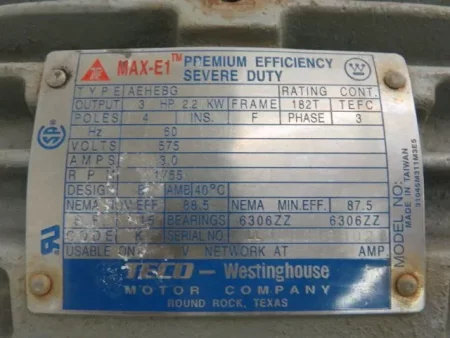 MAX-E1™ PREMIUM EFFICIENCY
SEVERE DUTY
TYPE AEHEBG RATING CONT.
OUTPUT 3 HP 2.2 KW FRAME 182T TEFC
POLES 4 INS. F PHASE 3
Hz 60
VOLTS 575
AMPS 3.0
RPM 1755
DESIGN B AMB 40°C
NEMA NOM.EFF. 88.5 NEMA MIN.EFF. 87.5
S.F. 1.15 BEARINGS 6306ZZ 6306ZZ
CODE K SERIAL NO.
USABLE ON V NETWORK AT AMP
TECO – Westinghouse
MOTOR COMPANY
ROUND ROCK, TEXAS
MODEL NO.
MADE IN TAIWAN